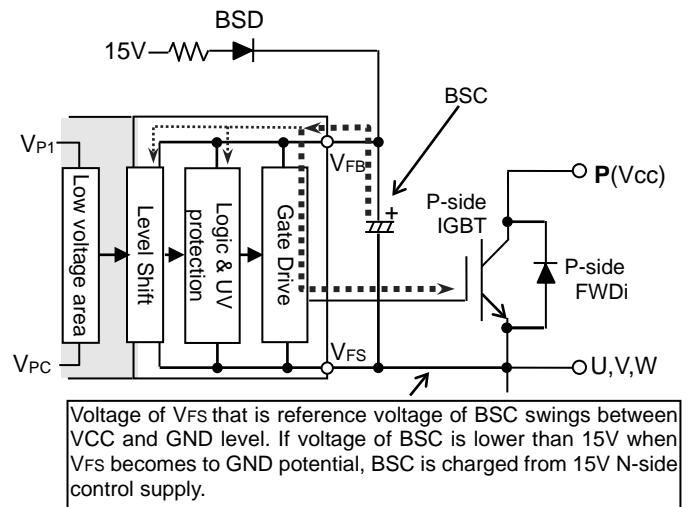 BSD
15V
BSC
VP1
VFB
+
P(Vcc)
P-side
IGBT
Low voltage area
Level Shift
Logic & UV
protection
Gate Drive
P-side
FWDi
VPC
VFS
U,V,W
Voltage of VFS that is reference voltage of BSC swings between
VCC and GND level. If voltage of BSC is lower than 15V when
VFS becomes to GND potential, BSC is charged from 15V N-side
control supply.